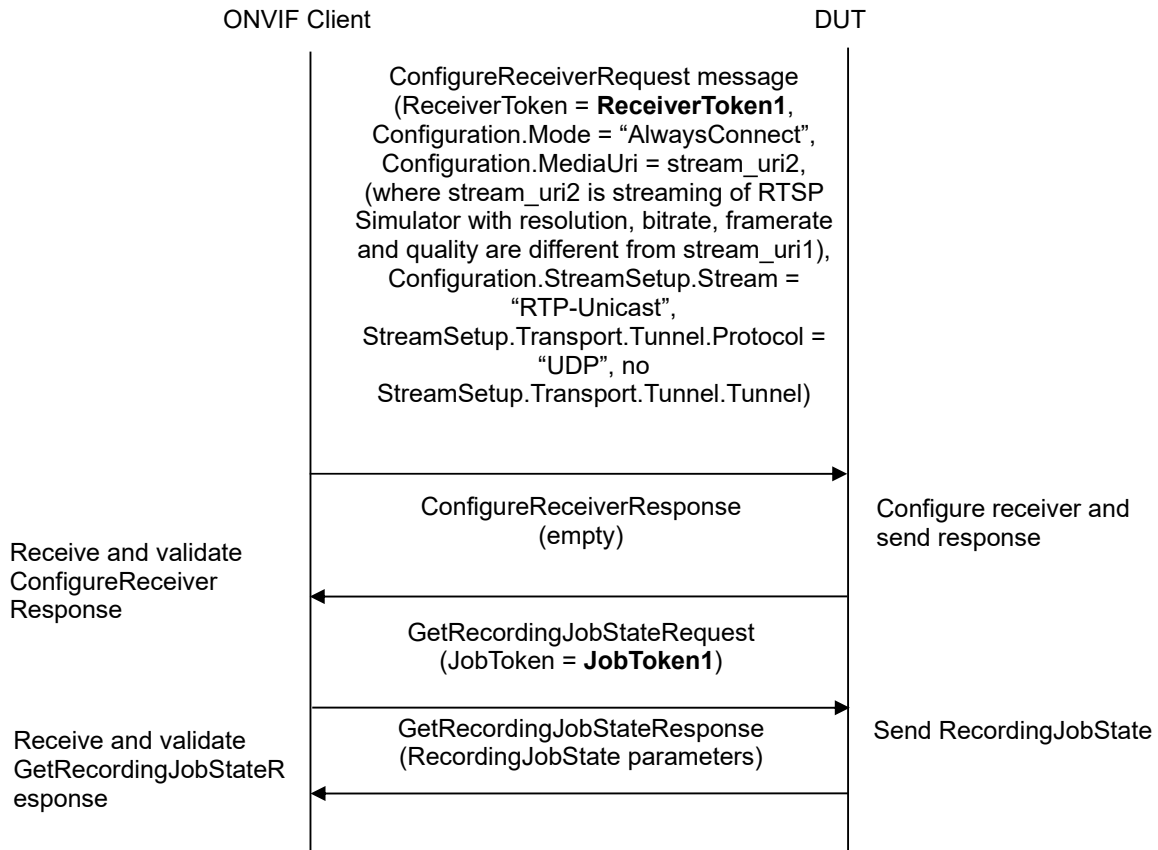 ONVIF Client
DUT
ConfigureReceiverRequest message
(ReceiverToken = ReceiverToken1,
Configuration.Mode = “AlwaysConnect”,
Configuration.MediaUri = stream_uri2,
(where stream_uri2 is streaming of RTSP
Simulator with resolution, bitrate, framerate
and quality are different from stream_uri1),
Configuration.StreamSetup.Stream =
“RTP-Unicast”,
StreamSetup.Transport.Tunnel.Protocol =
“UDP”, no
StreamSetup.Transport.Tunnel.Tunnel)
ConfigureReceiverResponse
(empty)
Configure receiver and
send response
Receive and validate
ConfigureReceiver
Response
GetRecordingJobStateRequest
(JobToken = JobToken1)
GetRecordingJobStateResponse
(RecordingJobState parameters)
Send RecordingJobState
Receive and validate
GetRecordingJobStateR
esponse